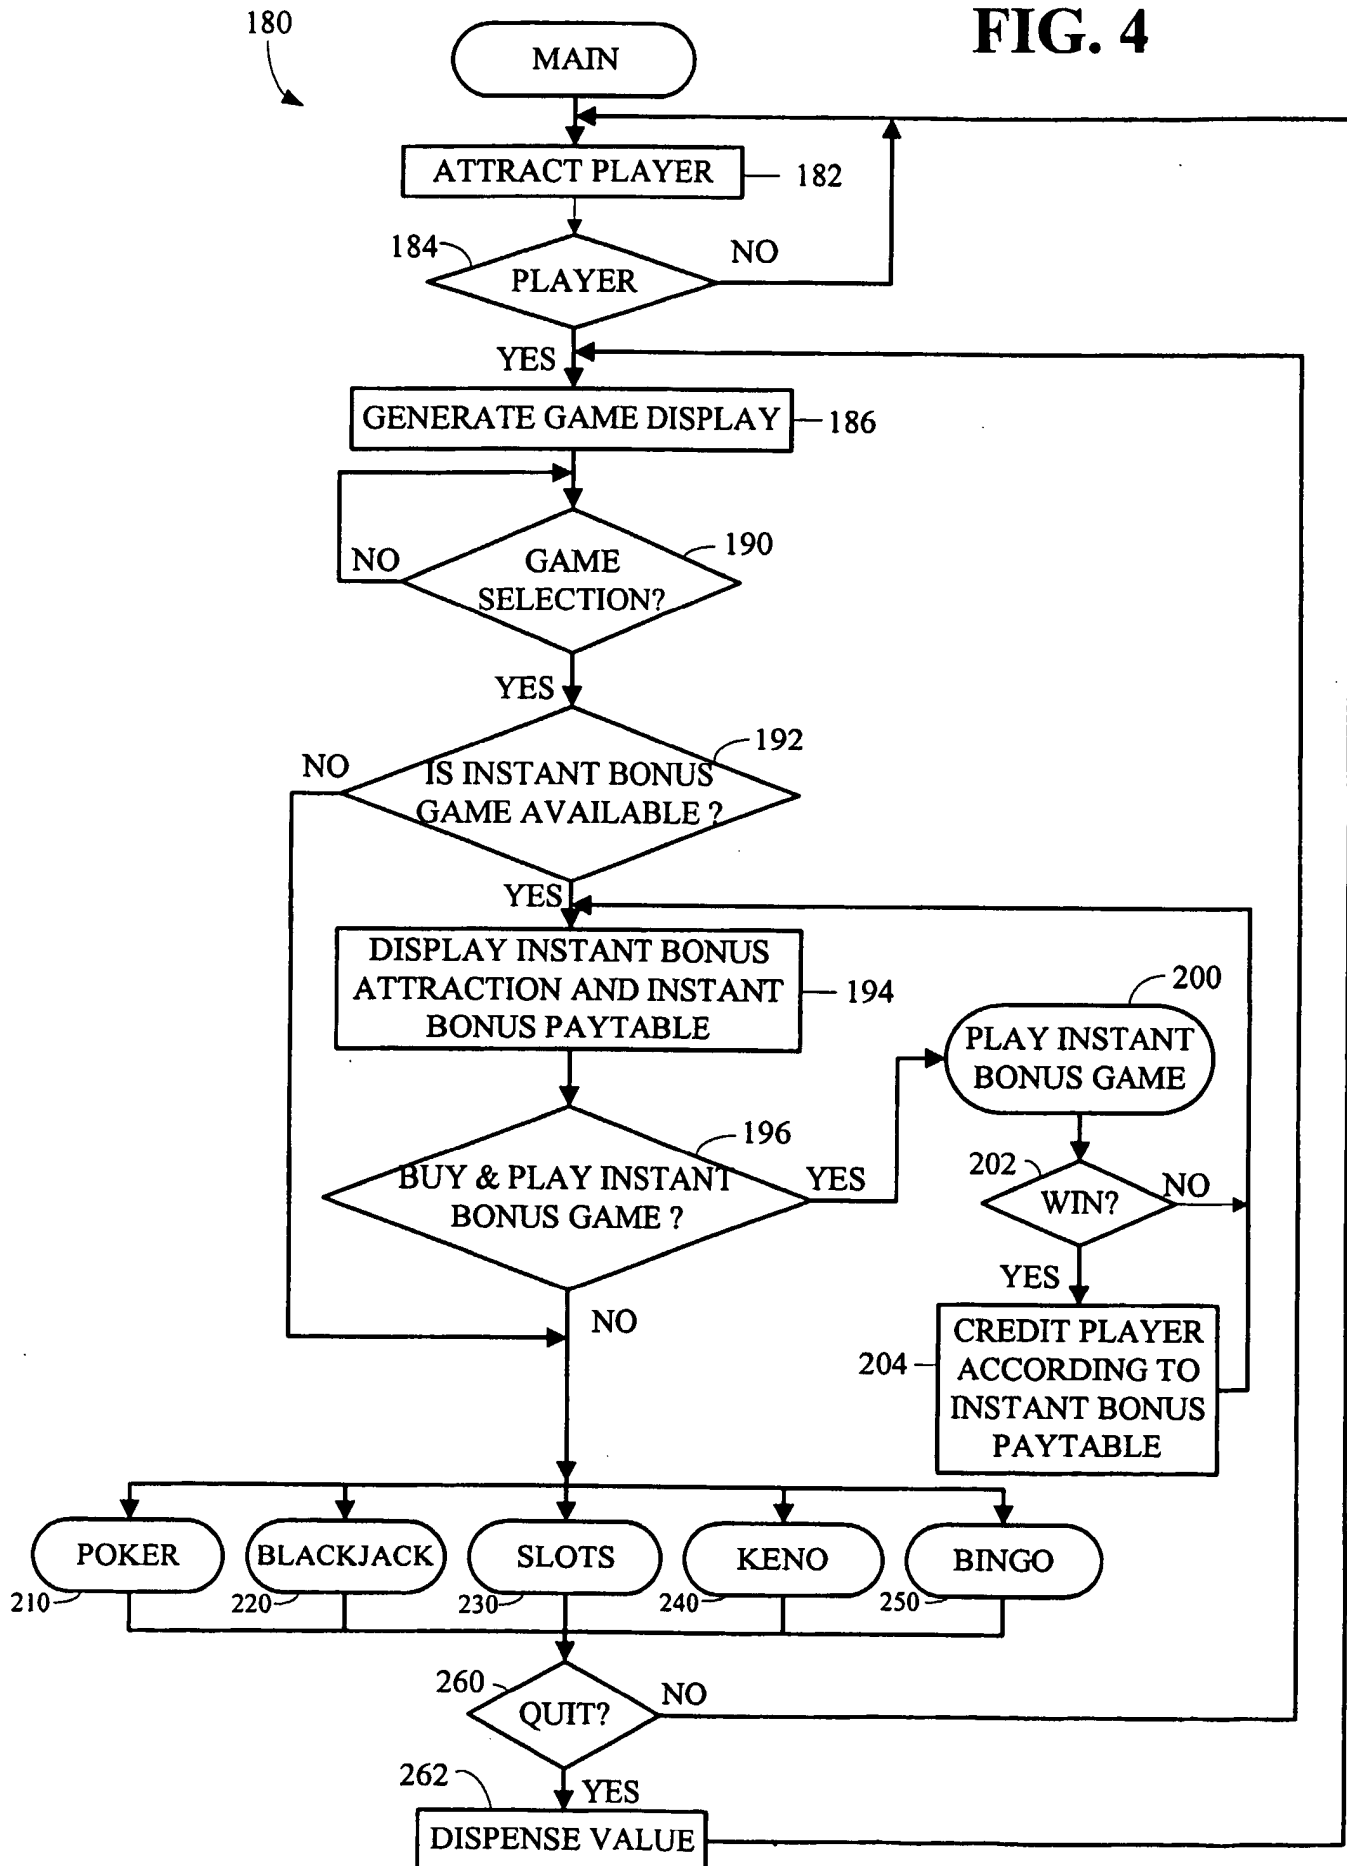 FIG. 4
180
MAIN
ATTRACT PLAYER
182
184
PLAYER
NO
YES
GENERATE GAME DISPLAY
186
190
NO
GAME
SELECTION?
YES
192
NO
IS INSTANT BONUS
GAME AVAILABLE ?
YES
DISPLAY INSTANT BONUS
ATTRACTION AND INSTANT
BONUS PAYTABLE
194
200
PLAY INSTANT
BONUS GAME
196
BUY & PLAY INSTANT
BONUS GAME ?
YES
202
WIN?
NO
YES
NO
204
CREDIT PLAYER
ACCORDING TO
INSTANT BONUS
PAYTABLE
POKER
BLACKJACK
SLOTS
KENO
BINGO
210
220
230
240
250
260
QUIT?
NO
262
YES
DISPENSE VALUE